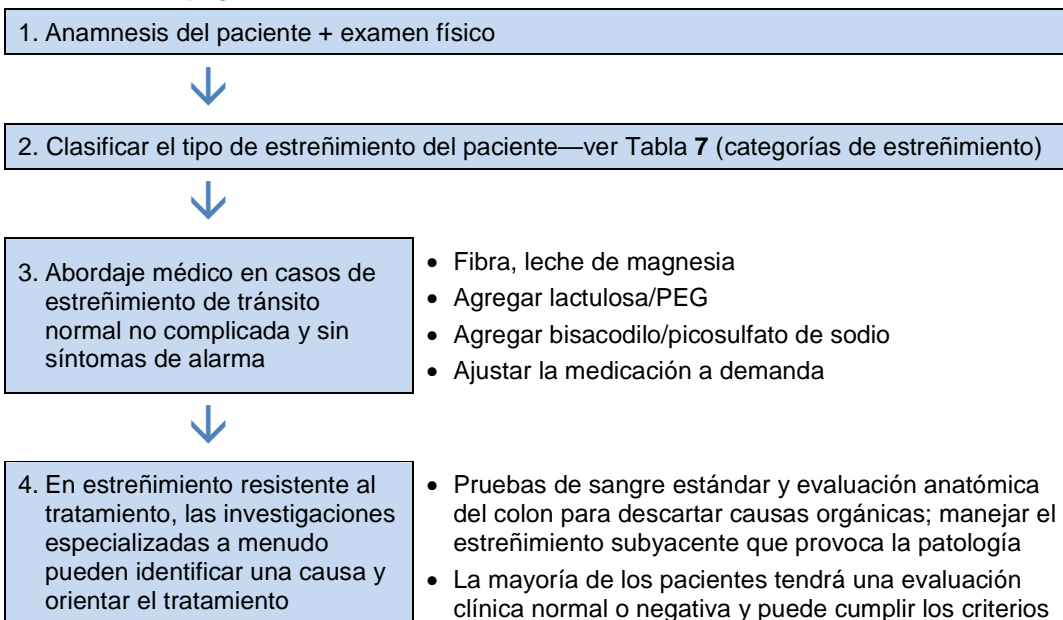 1. Anamnesis del paciente + examen físico
2. Clasificar el tipo de estreñimiento del paciente—ver Tabla 7 (categorías de estreñimiento)
3. Abordaje médico en casos de
estreñimiento de tránsito
normal no complicada y sin
síntomas de alarma
• Fibra, leche de magnesia
• Agregar lactulosa/PEG
• Agregar bisacodilo/picosulfato de sodio
• Ajustar la medicación a demanda
4. En estreñimiento resistente al
tratamiento, las investigaciones
especializadas a menudo
pueden identificar una causa y
orientar el tratamiento
• Pruebas de sangre estándar y evaluación anatómica
del colon para descartar causas orgánicas; manejar el
estreñimiento subyacente que provoca la patología
• La mayoría de los pacientes tendrá una evaluación
clínica normal o negativa y puede cumplir los criterios